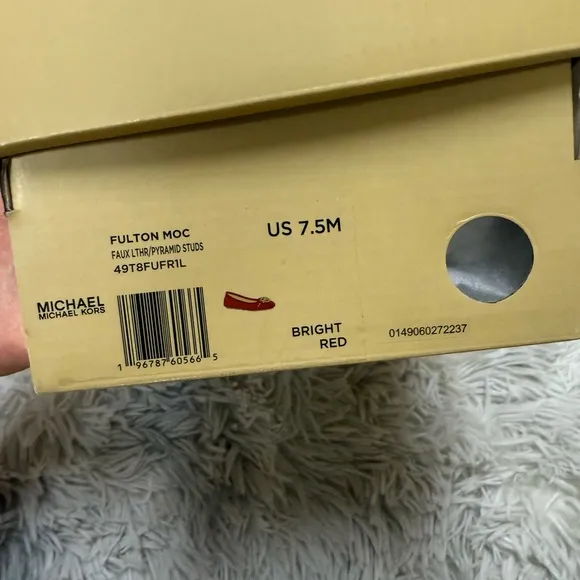 FULTON MOC
FAUX LTHR/PYRAMID STUDS
49T8FUFR1L
US 7.5M
MICHAEL
MICHAEL KORS
1 96787 60566 5
BRIGHT
RED
0149060272237